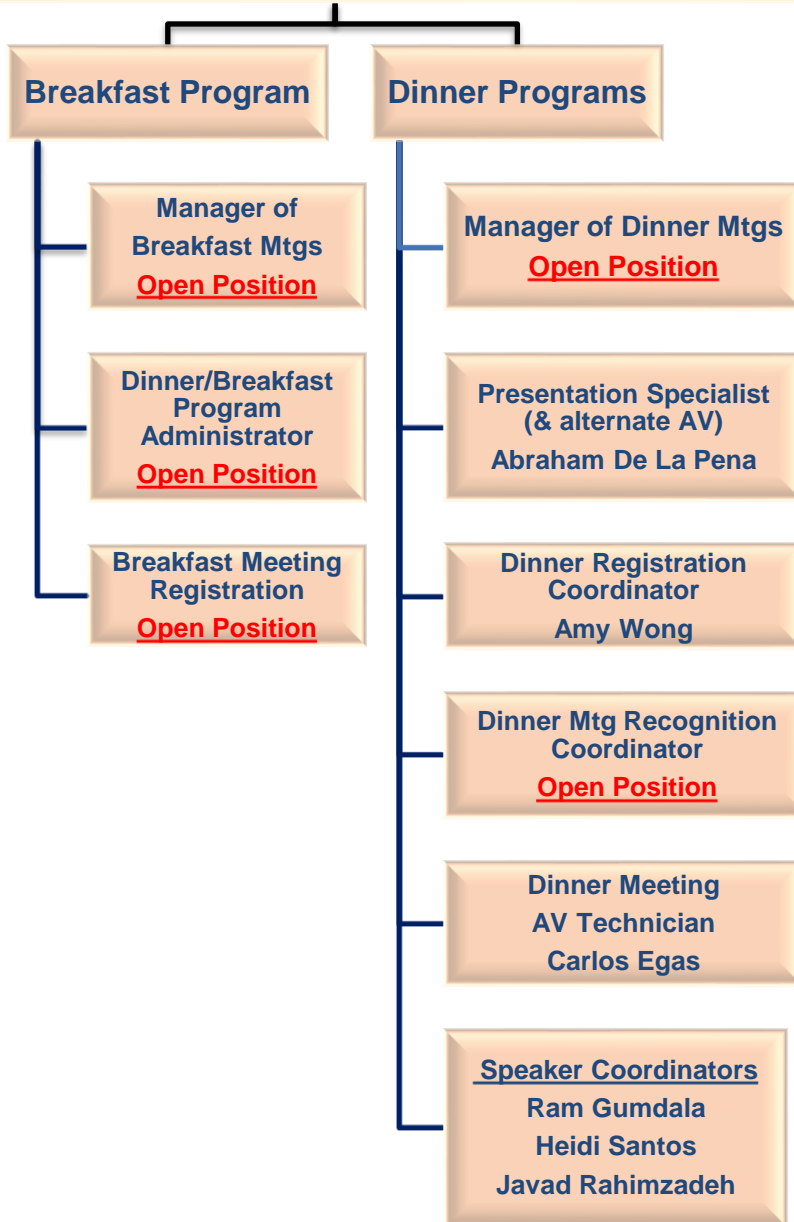 Breakfast Program
Manager of
Breakfast Mtgs
Open Position
Dinner/Breakfast
Program
Administrator
Open Position
Breakfast Meeting
Registration
Open Position
Dinner Programs
Manager of Dinner Mtgs
Open Position
Presentation Specialist
(& alternate AV)
Abraham De La Pena
Dinner Registration
Coordinator
Amy Wong
Dinner Mtg Recognition
Coordinator
Open Position
Dinner Meeting
AV Technician
Carlos Egas
Speaker Coordinators
Ram Gumdala
Heidi Santos
Javad Rahimzadeh